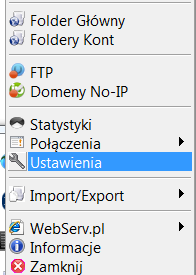 Folder Główny
Foldery Kont
FTP
Domeny No-IP
Statystyki
Połączenia
Ustawienia
Import/Export
WebServ.pl
Informacje
Zamknij